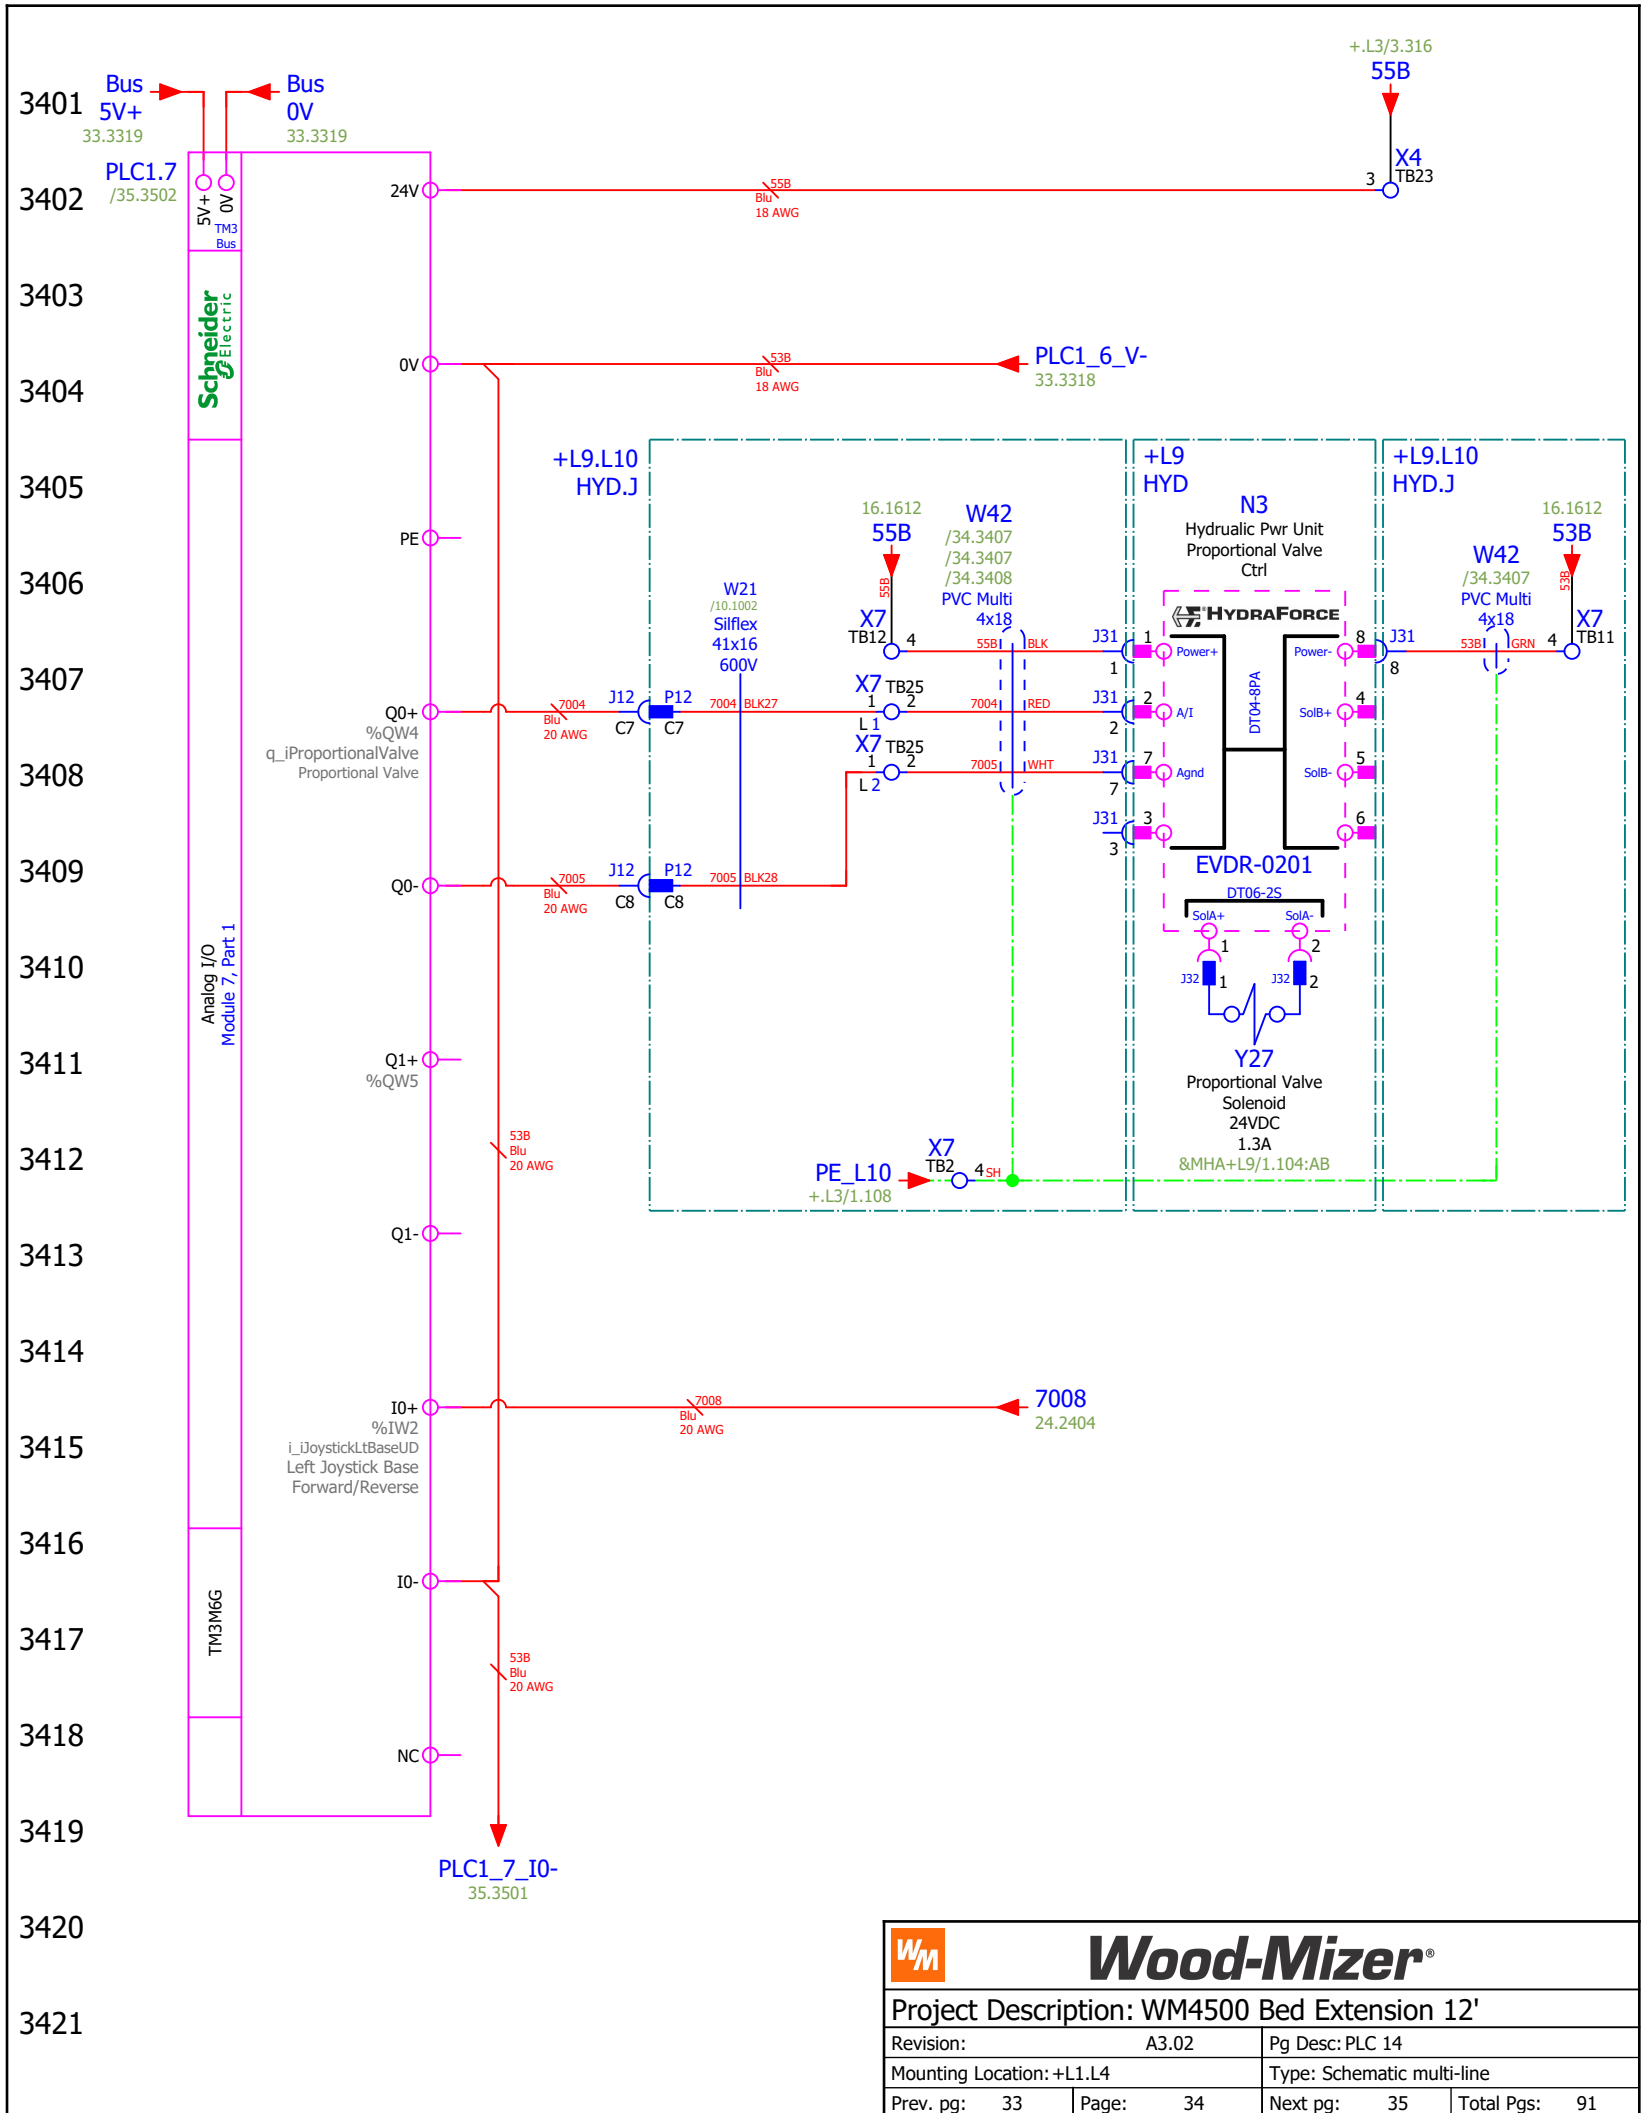 3401
3402
3403
3404
3405
3406
3407
3408
3409
3410
3411
3412
3413
3414
3415
3416
3417
3418
3419
3420
3421
Bus
5V+
33.3319
Bus
0V
33.3319
PLC1.7
/35.3502
5V+
0V
TM3
Bus
Schneider
Electric
Analog I/O
Module 7, Part 1
TM3M6G
24V
0V
PE
Q0+
%QW4
q_iProportionalValve
Proportional Valve
Q0-
Q1+
%QW5
Q1-
I0+
%IW2
i_iJoystickLtBaseUD
Left Joystick Base
Forward/Reverse
I0-
NC
55B
Blu
18 AWG
+.L3/3.316
55B
X4
3 TB23
53B
Blu
18 AWG
PLC1_6_V-
33.3318
+L9.L10
HYD.J
+L9
HYD
+L9.L10
HYD.J
W21
/10.1002
Silflex
41x16
600V
16.1612
55B
55B
X7
TB12 4
W42
/34.3407
/34.3407
/34.3408
PVC Multi
4x18
55B BLK
J31 1
1
N3
Hydrualic Pwr Unit
Proportional Valve
Ctrl
HYDRAFORCE
Power+
A/I
Agnd
DT04-8PA
Power-
SolB+
SolB-
8 J31
8
4
5
6
W42
/34.3407
PVC Multi
4x18
53B GRN
16.1612
53B
53B
X7
4 TB11
7004
Blu
20 AWG
J12 P12
C7 C7
7004 BLK27
X7 TB25
1 2
L 1
7004 RED
J31 2
2
X7 TB25
1 2
L 2
7005 WHT
J31 7
7
J31 3
3
7005
Blu
20 AWG
J12 P12
C8 C8
7005 BLK28
EVDR-0201
DT06-2S
SolA+ SolA-
1 2
J32 1 J32 2
Y27
Proportional Valve
Solenoid
24VDC
1.3A
&MHA+L9/1.104:AB
PE_L10
+.L3/1.108
X7
TB2 4 SH
53B
Blu
20 AWG
7008
Blu
20 AWG
7008
24.2404
53B
Blu
20 AWG
PLC1_7_I0-
35.3501
WM
Wood-Mizer®
Project Description: WM4500 Bed Extension 12'
Revision: A3.02 Pg Desc: PLC 14
Mounting Location: +L1.L4 Type: Schematic multi-line
Prev. pg: 33 Page: 34 Next pg: 35 Total Pgs: 91